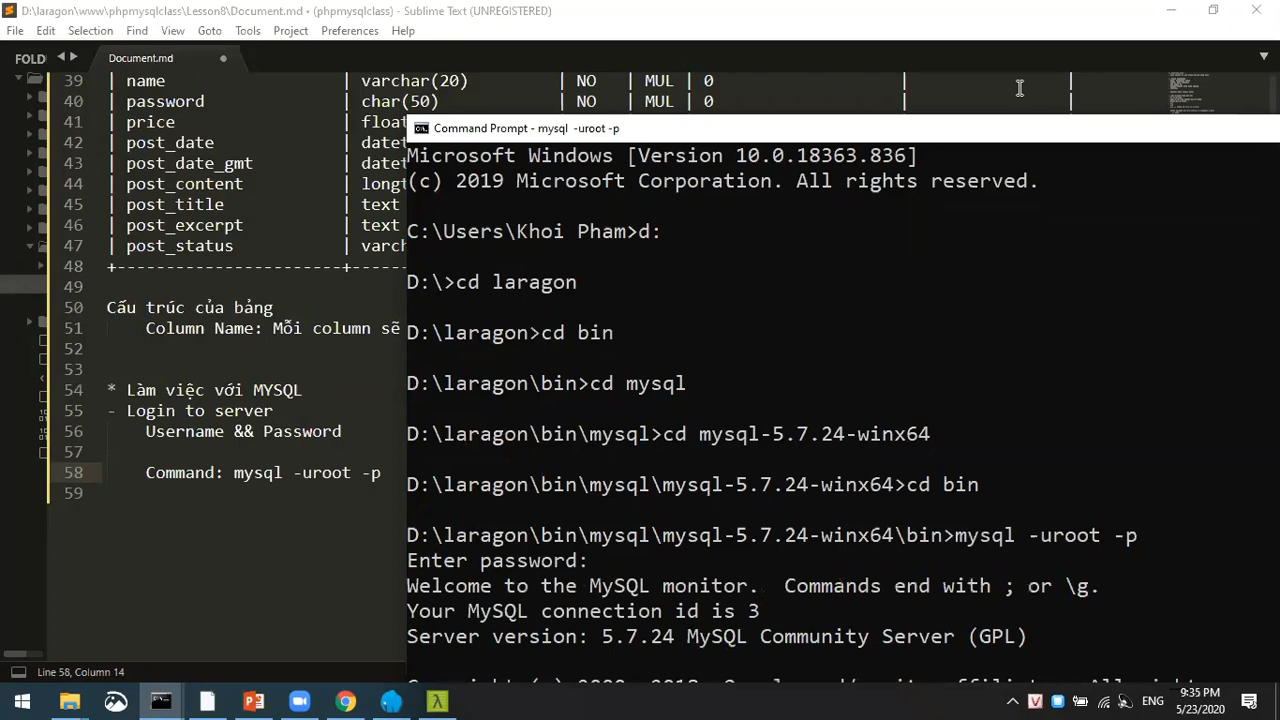 D:\laragon\www\phpmysqlclass\Lesson8\Document.md • (phpmysqlclass) - Sublime Text (UNREGISTERED)
File Edit Selection Find View Goto Tools Project Preferences Help
FOLD
Document.md
39 | name | varchar(20) | NO | MUL | 0 | |
40 | password | char(50) | NO | MUL | 0 | |
41 | price | float
42 | post_date | datet
43 | post_date_gmt | datet
44 | post_content | longt
45 | post_title | text
46 | post_excerpt | text
47 | post_status | varch
48 +----------------------+------
49
50 Cấu trúc của bảng
51 Column Name: Mỗi column sẽ
52
53
54 * Làm việc với MYSQL
55 - Login to server
56 Username && Password
57
58 Command: mysql -uroot -p
59
Command Prompt - mysql -uroot -p
Microsoft Windows [Version 10.0.18363.836]
(c) 2019 Microsoft Corporation. All rights reserved.
C:\Users\Khoi Pham>d:
D:\>cd laragon
D:\laragon>cd bin
D:\laragon\bin>cd mysql
D:\laragon\bin\mysql>cd mysql-5.7.24-winx64
D:\laragon\bin\mysql\mysql-5.7.24-winx64>cd bin
D:\laragon\bin\mysql\mysql-5.7.24-winx64\bin>mysql -uroot -p
Enter password:
Welcome to the MySQL monitor. Commands end with ; or \g.
Your MySQL connection id is 3
Server version: 5.7.24 MySQL Community Server (GPL)
Line 58, Column 14
ENG
9:35 PM
5/23/2020